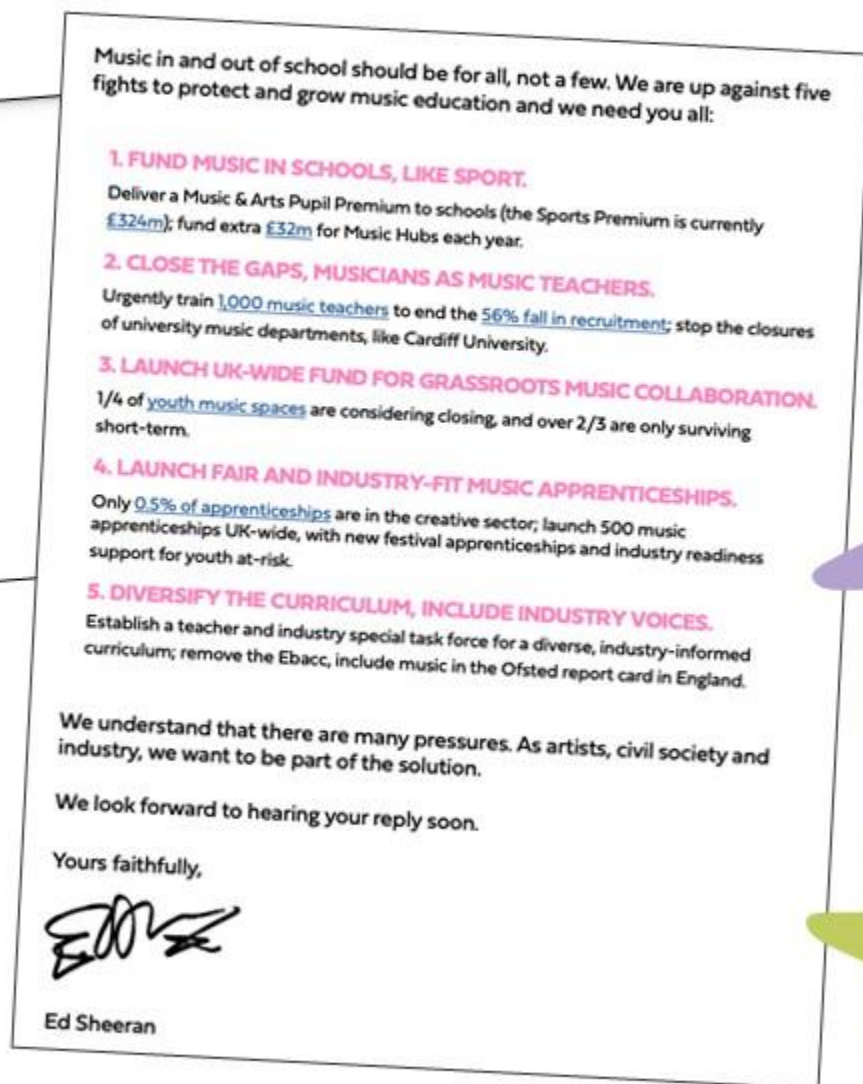 Music in and out of school should be for all, not a few. We are up against five
fights to protect and grow music education and we need you all:
1. FUND MUSIC IN SCHOOLS, LIKE SPORT.
Deliver a Music & Arts Pupil Premium to schools (the Sports Premium is currently
£324m); fund extra £32m for Music Hubs each year.
2. CLOSE THE GAPS, MUSICIANS AS MUSIC TEACHERS.
Urgently train 1,000 music teachers to end the 56% fall in recruitment; stop the closures
of university music departments, like Cardiff University.
3. LAUNCH UK-WIDE FUND FOR GRASSROOTS MUSIC COLLABORATION.
1/4 of youth music spaces are considering closing, and over 2/3 are only surviving
short-term.
4. LAUNCH FAIR AND INDUSTRY-FIT MUSIC APPRENTICESHIPS.
Only 0.5% of apprenticeships are in the creative sector; launch 500 music
apprenticeships UK-wide, with new festival apprenticeships and industry readiness
support for youth at-risk.
5. DIVERSIFY THE CURRICULUM, INCLUDE INDUSTRY VOICES.
Establish a teacher and industry special task force for a diverse, industry-informed
curriculum; remove the Ebacc, include music in the Ofsted report card in England.
We understand that there are many pressures. As artists, civil society and
industry, we want to be part of the solution.
We look forward to hearing your reply soon.
Yours faithfully,
Ed Sheeran